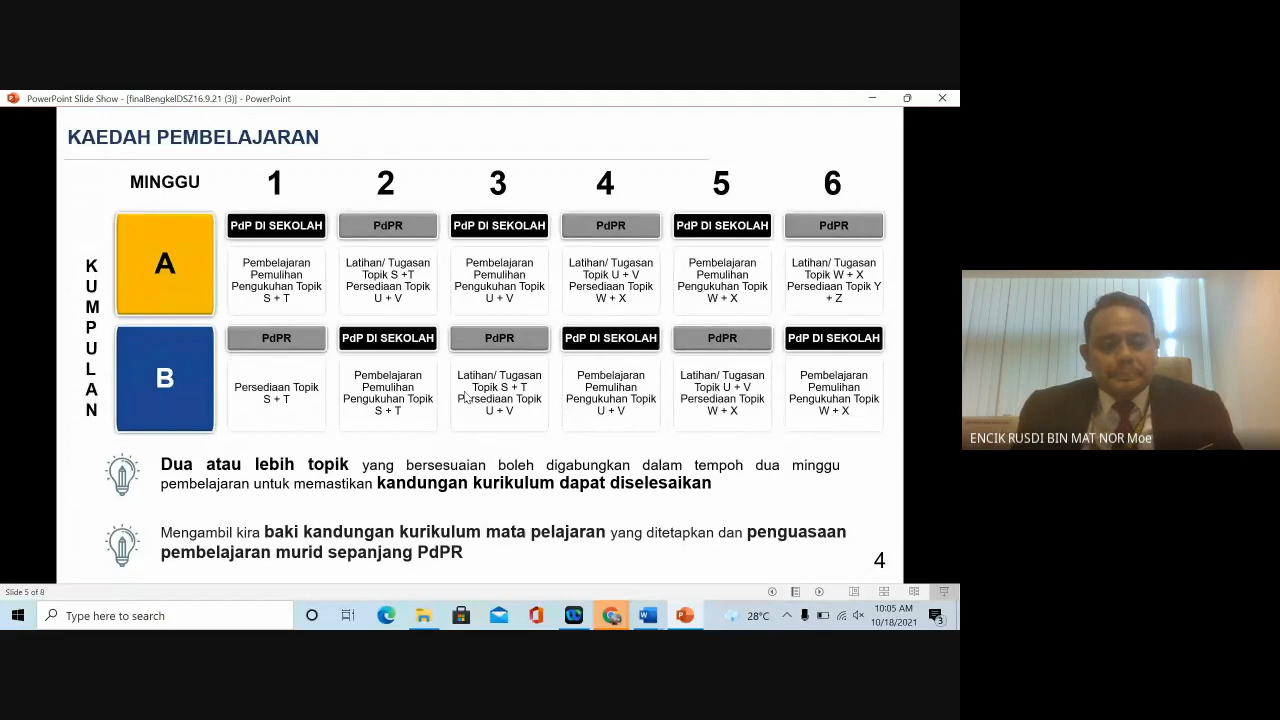 PowerPoint Slide Show - [finalBengkelDSZ16.9.21 (3)] - PowerPoint
KAEDAH PEMBELAJARAN
MINGGU
1
2
3
4
5
6
KUMPULAN
A
PdP DI SEKOLAH
Pembelajaran
Pemulihan
Pengukuhan Topik
S + T
PdPR
Latihan/ Tugasan
Topik S +T
Persediaan Topik
U + V
PdP DI SEKOLAH
Pembelajaran
Pemulihan
Pengukuhan Topik
U + V
PdPR
Latihan/ Tugasan
Topik U + V
Persediaan Topik
W + X
PdP DI SEKOLAH
Pembelajaran
Pemulihan
Pengukuhan Topik
W + X
PdPR
Latihan/ Tugasan
Topik W + X
Persediaan Topik Y
+ Z
B
PdPR
Persediaan Topik
S + T
PdP DI SEKOLAH
Pembelajaran
Pemulihan
Pengukuhan Topik
S + T
PdPR
Latihan/ Tugasan
Topik S + T
Persediaan Topik
U + V
PdP DI SEKOLAH
Pembelajaran
Pemulihan
Pengukuhan Topik
U + V
PdPR
Latihan/ Tugasan
Topik U + V
Persediaan Topik
W + X
PdP DI SEKOLAH
Pembelajaran
Pemulihan
Pengukuhan Topik
W + X
Dua atau lebih topik yang bersesuaian boleh digabungkan dalam tempoh dua minggu
pembelajaran untuk memastikan kandungan kurikulum dapat diselesaikan
Mengambil kira baki kandungan kurikulum mata pelajaran yang ditetapkan dan penguasaan
pembelajaran murid sepanjang PdPR
4
Slide 5 of 8
Type here to search
28°C
10:05 AM
10/18/2021
3
ENCIK RUSDI BIN MAT NOR Moe